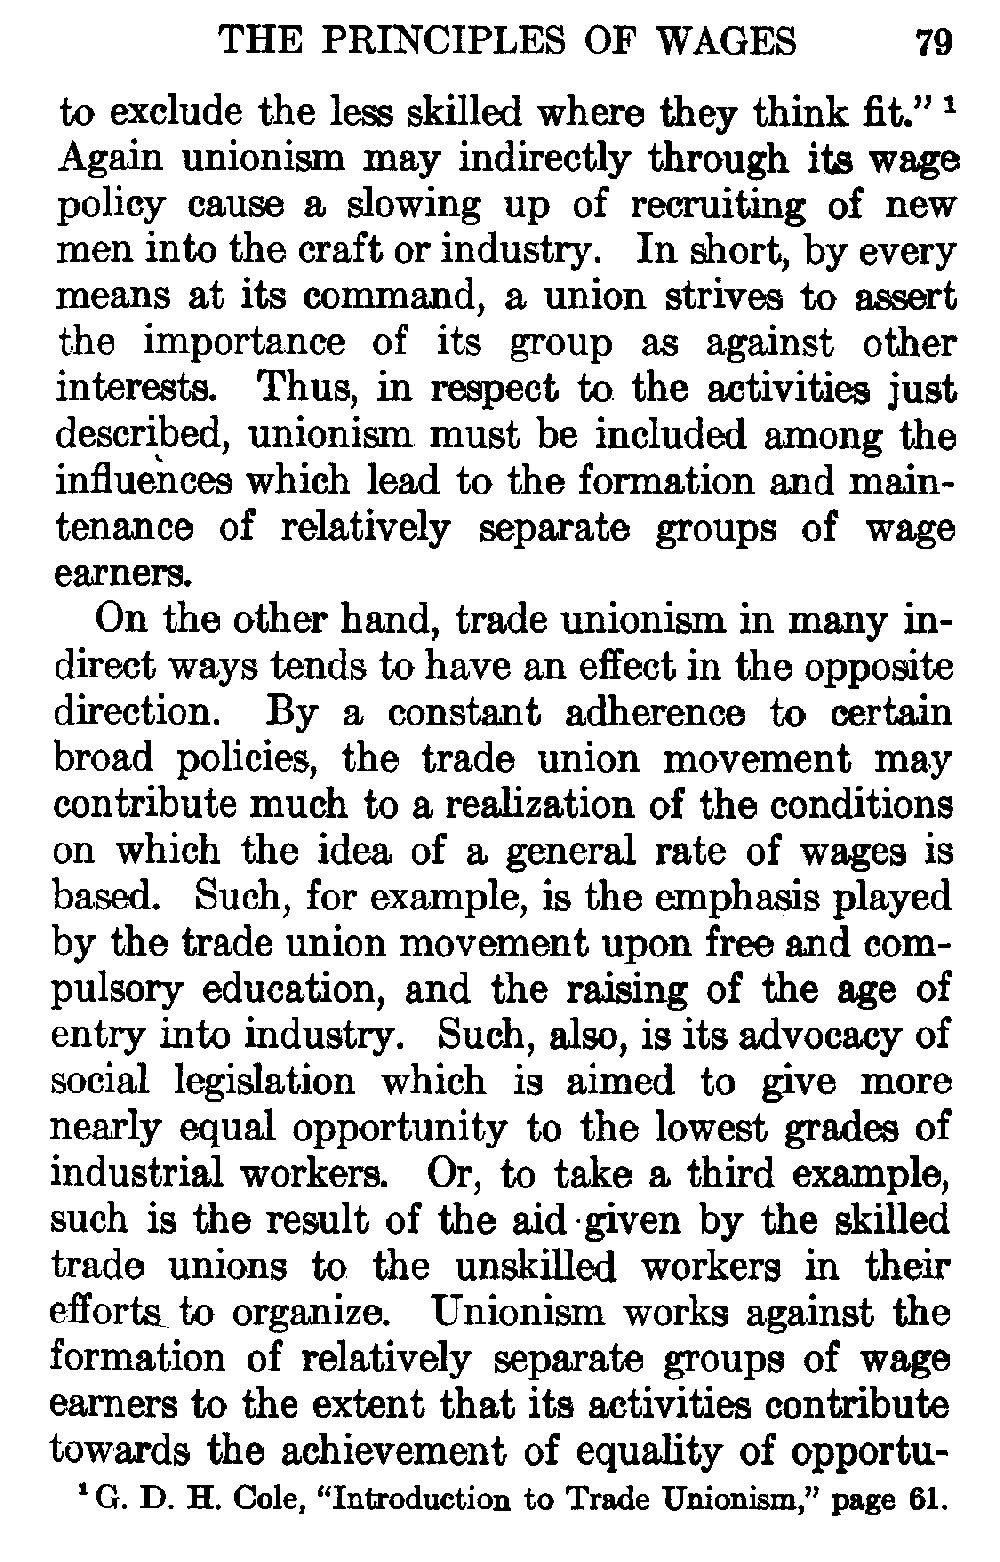 THE PRINCIPLES OF WAGES 79
to exclude the less skilled where they think fit.” ¹
Again unionism may indirectly through its wage
policy cause a slowing up of recruiting of new
men into the craft or industry. In short, by every
means at its command, a union strives to assert
the importance of its group as against other
interests. Thus, in respect to the activities just
described, unionism must be included among the
influences which lead to the formation and main-
tenance of relatively separate groups of wage
earners.
On the other hand, trade unionism in many in-
direct ways tends to have an effect in the opposite
direction. By a constant adherence to certain
broad policies, the trade union movement may
contribute much to a realization of the conditions
on which the idea of a general rate of wages is
based. Such, for example, is the emphasis played
by the trade union movement upon free and com-
pulsory education, and the raising of the age of
entry into industry. Such, also, is its advocacy of
social legislation which is aimed to give more
nearly equal opportunity to the lowest grades of
industrial workers. Or, to take a third example,
such is the result of the aid given by the skilled
trade unions to the unskilled workers in their
efforts to organize. Unionism works against the
formation of relatively separate groups of wage
earners to the extent that its activities contribute
towards the achievement of equality of opportu-
¹ G. D. H. Cole, “Introduction to Trade Unionism,” page 61.